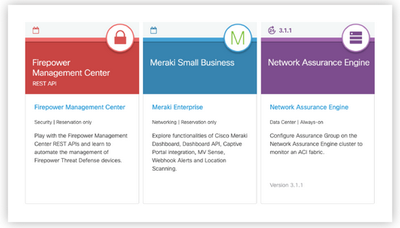 3.1.1
Firepower
Management Center
REST API
M
Meraki Small Business
Network Assurance Engine
Firepower Management Center
Security | Reservation only
Play with the Firepower Management
Center REST APIs and learn to
automate the management of
Firepower Threat Defense devices.
Meraki Enterprise
Networking | Reservation only
Explore functionalities of Cisco Meraki
Dashboard, Dashboard API, Captive
Portal integration, MV Sense,
Webhook Alerts and Location
Scanning.
Network Assurance Engine
Data Center | Always-on
Configure Assurance Group on the
Network Assurance Engine cluster to
monitor an ACI fabric.
Version 3.1.1